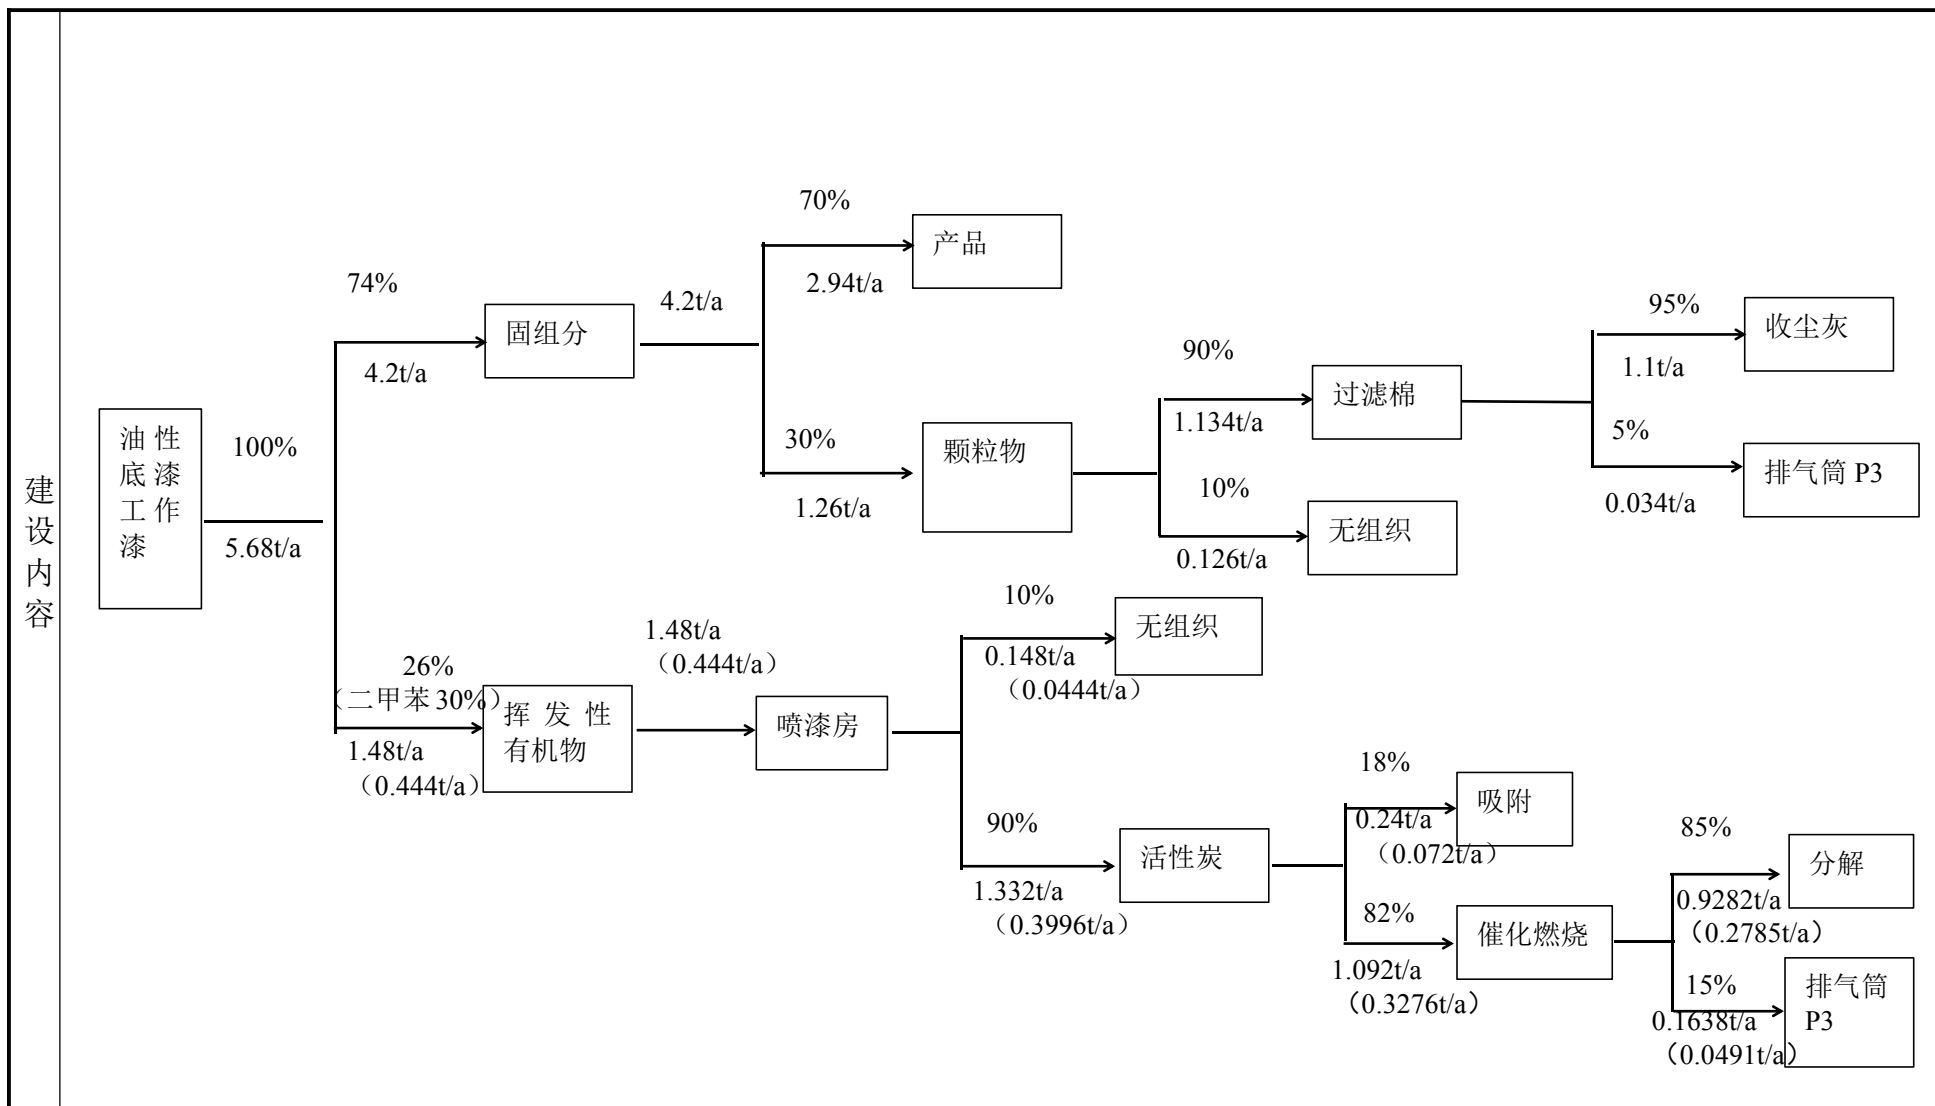 建
设
内
容
油 性
底 漆
工 作
漆
100%
5.68t/a
74%
4.2t/a
固组分
4.2t/a
70%
2.94t/a
产品
30%
1.26t/a
颗粒物
90%
1.134t/a
过滤棉
95%
1.1t/a
收尘灰
5%
0.034t/a
排气筒 P3
10%
0.126t/a
无组织
26%
（二甲苯 30%）
1.48t/a
（0.444t/a）
挥 发 性
有机物
1.48t/a
（0.444t/a）
喷漆房
10%
0.148t/a
（0.0444t/a）
无组织
90%
1.332t/a
（0.3996t/a）
活性炭
18%
0.24t/a
（0.072t/a）
吸附
82%
1.092t/a
（0.3276t/a）
催化燃烧
85%
0.9282t/a
（0.2785t/a）
分解
15%
0.1638t/a
（0.0491t/a）
排气筒
P3